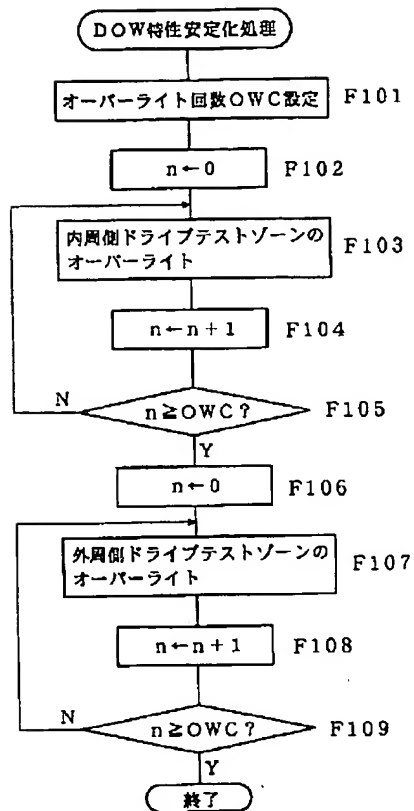 DOW特性安定化処理
オーバーライト回数OWC設定 F101
n←0 F102
内周側ドライブテストゾーンの
オーバーライト
F103
n←n+1 F104
N
n≧OWC? F105
Y
n←0 F106
外周側ドライブテストゾーンの
オーバーライト
F107
n←n+1 F108
N
n≧OWC? F109
Y
終了